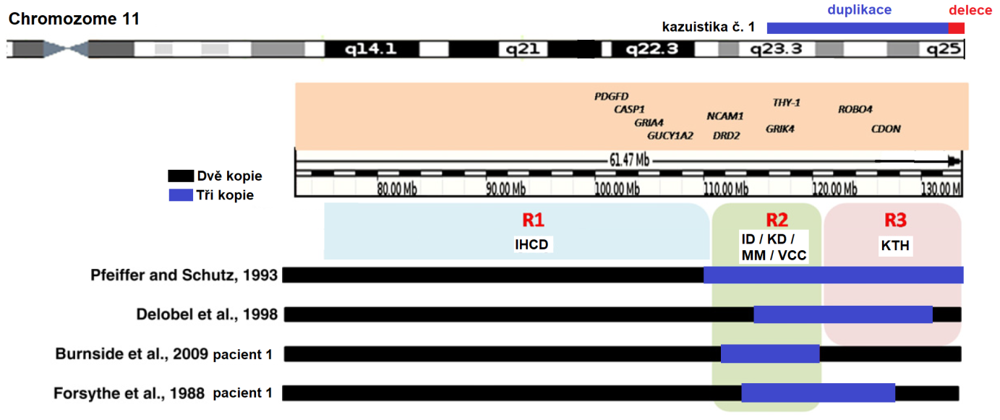 Chromozome 11
duplikace
delece
kazuistika č. 1
q14.1
q21
q22.3
q23.3
q25
PDGFD
CASP1
GRIA4
GUCY1A2
NCAM1
DRD2
THY-1
GRIK4
ROBO4
CDON
61.47 Mb
80.00 Mb
90.00 Mb
100.00 Mb
110.00 Mb
120.00 Mb
130.00 M
Dvě kopie
Tři kopie
R1
IHCD
R2
ID / KD /
MM / VCC
R3
KTH
Pfeiffer and Schutz, 1993
Delobel et al., 1998
Burnside et al., 2009 pacient 1
Forsythe et al., 1988 pacient 1